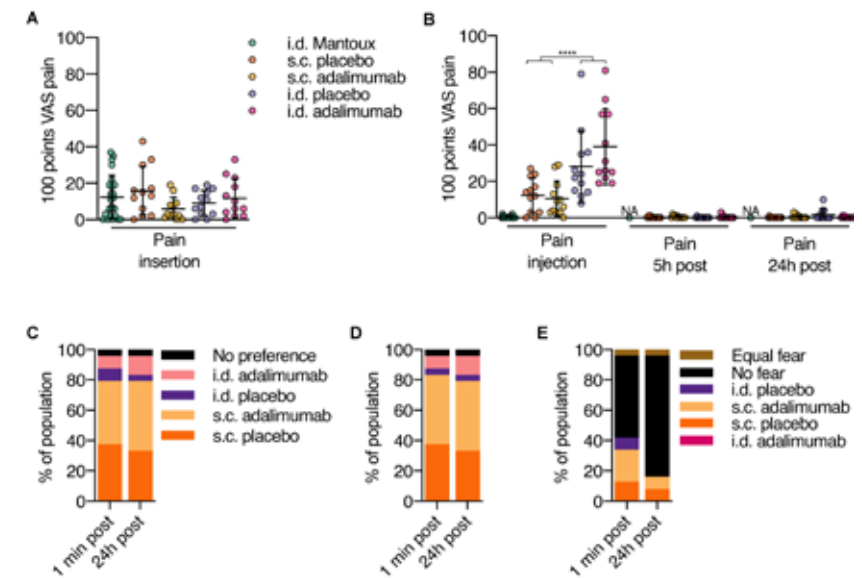 A
100 points VAS pain
100
80
60
40
20
0
Pain
insertion
i.d. Mantoux
s.c. placebo
s.c. adalimumab
i.d. placebo
i.d. adalimumab
B
100 points VAS pain
100
80
60
40
20
0
****
NA
NA
Pain
injection
Pain
5h post
Pain
24h post
C
% of population
100
80
60
40
20
0
1 min post
24h post
No preference
i.d. adalimumab
i.d. placebo
s.c. adalimumab
s.c. placebo
D
% of population
100
80
60
40
20
0
1 min post
24h post
E
% of population
100
80
60
40
20
0
1 min post
24h post
Equal fear
No fear
i.d. placebo
s.c. adalimumab
s.c. placebo
i.d. adalimumab